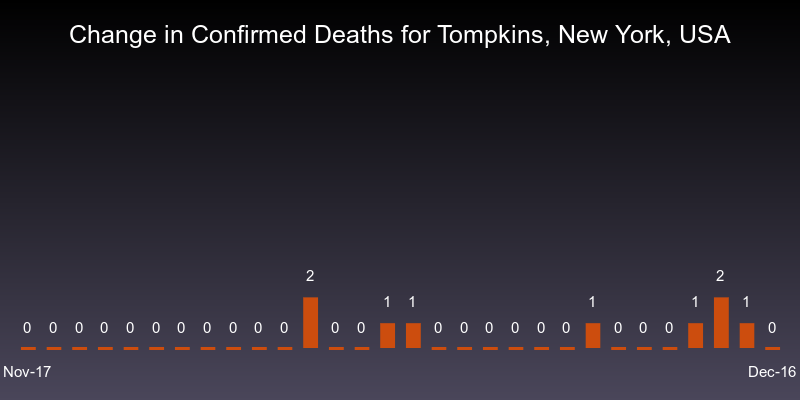 Change in Confirmed Deaths for Tompkins, New York, USA
2 2
1 1 1 1 1
0 0 0 0 0 0 0 0 0 0 0 0 0 0 0 0 0 0 0 0 0 0 0
Nov-17 Dec-16